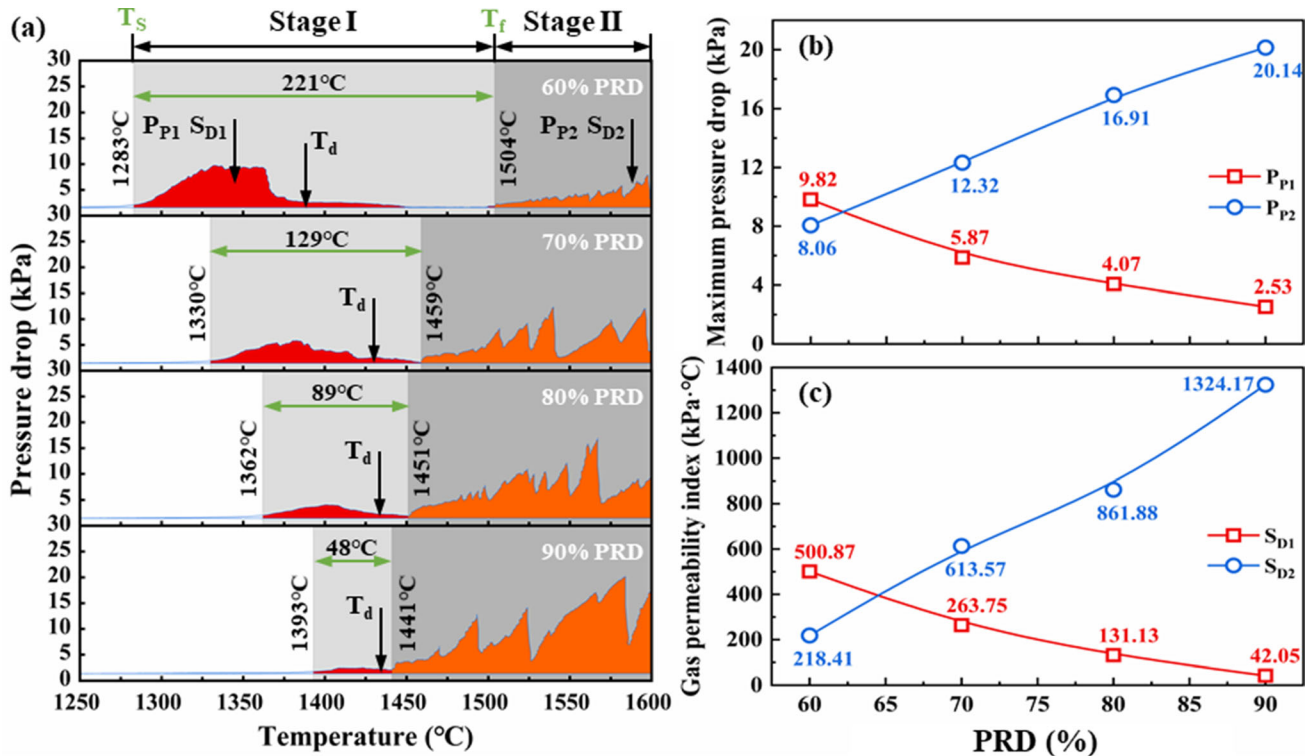 (a)
T_S
Stage I
T_f
Stage II
Pressure drop (kPa)
30
25
20
15
10
5
221°C
60% PRD
1283°C
P_P1 S_D1
T_d
1504°C
P_P2 S_D2
30
25
20
15
10
5
129°C
70% PRD
1330°C
T_d
1459°C
30
25
20
15
10
5
89°C
80% PRD
1362°C
T_d
1451°C
30
25
20
15
10
5
0
48°C
90% PRD
1393°C
T_d
1441°C
1250 1300 1350 1400 1450 1500 1550 1600
Temperature (°C)
(b)
Maximum pressure drop (kPa)
20
16
12
8
4
0
9.82
5.87
4.07
2.53
8.06
12.32
16.91
20.14
P_P1
P_P2
(c)
Gas permeability index (kPa·°C)
1400
1200
1000
800
600
400
200
0
500.87
263.75
131.13
42.05
218.41
613.57
861.88
1324.17
S_D1
S_D2
60 65 70 75 80 85 90
PRD (%)